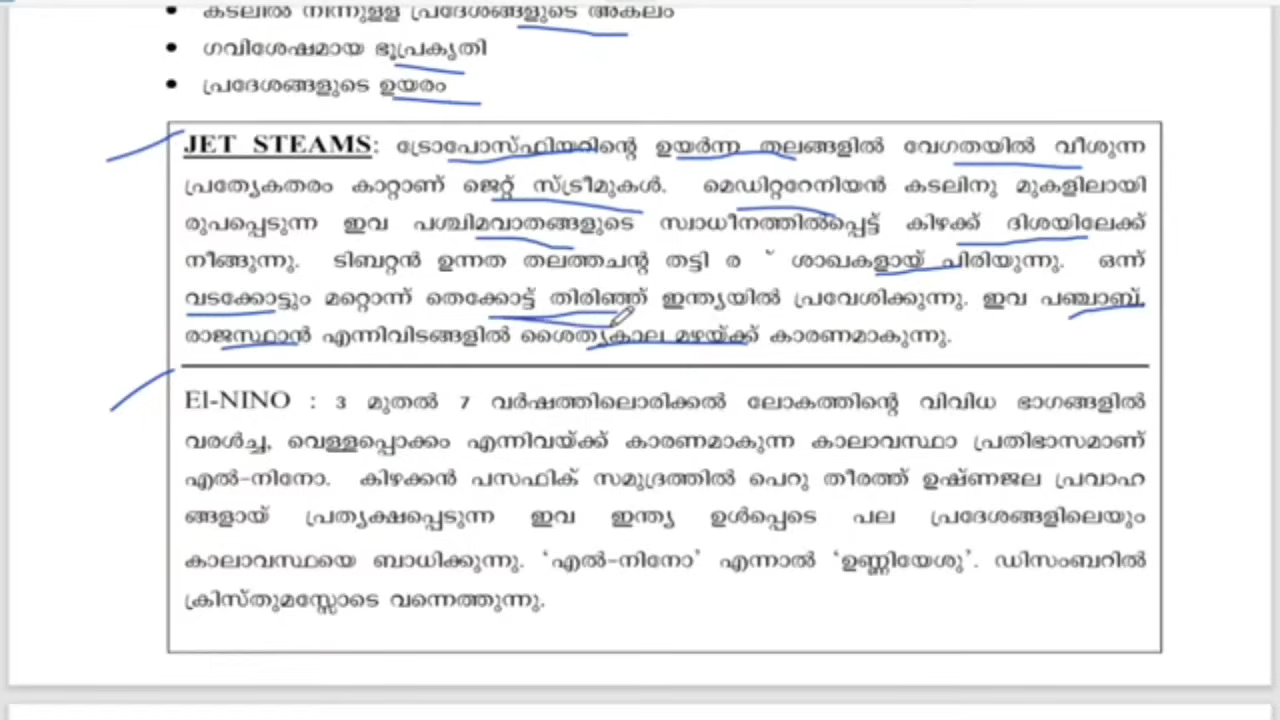 കടലിൽ നിന്നുള്ള പ്രദേശങ്ങളുടെ അകലം
ഗവിശേഷമായ ഭൂപ്രകൃതി
പ്രദേശങ്ങളുടെ ഉയരം
JET STEAMS: ട്രോപോസ്ഫിയറിന്റെ ഉയർന്ന തലങ്ങളിൽ വേഗതയിൽ വീശുന്ന
പ്രത്യേകതരം കാറ്റാണ് ജെറ്റ് സ്ട്രീമുകൾ. മെഡിറ്ററേനിയൻ കടലിനു മുകളിലായി
രുപപ്പെടുന്ന ഇവ പശ്ചിമവാതങ്ങളുടെ സ്വാധീനത്തിൽപ്പെട്ട് കിഴക്ക് ദിശയിലേക്ക്
നീങ്ങുന്നു. ടിബറ്റൻ ഉന്നത തലത്തചന്റ തട്ടി ര ് ശാഖകളായ് പിരിയുന്നു. ഒന്ന്
വടക്കോട്ടും മറ്റൊന്ന് തെക്കോട്ട് തിരിഞ്ഞ് ഇന്ത്യയിൽ പ്രവേശിക്കുന്നു. ഇവ പഞ്ചാബ്,
രാജസ്ഥാൻ എന്നിവിടങ്ങളിൽ ശൈത്യകാല മഴയ്ക്ക് കാരണമാകുന്നു.
El-NINO : 3 മുതൽ 7 വർഷത്തിലൊരിക്കൽ ലോകത്തിന്റെ വിവിധ ഭാഗങ്ങളിൽ
വരൾച്ച, വെള്ളപ്പൊക്കം എന്നിവയ്ക്ക് കാരണമാകുന്ന കാലാവസ്ഥാ പ്രതിഭാസമാണ്
എൽ-നിനോ. കിഴക്കൻ പസഫിക് സമുദ്രത്തിൽ പെറു തീരത്ത് ഉഷ്ണജല പ്രവാഹ
ങ്ങളായ് പ്രത്യക്ഷപ്പെടുന്ന ഇവ ഇന്ത്യ ഉൾപ്പെടെ പല പ്രദേശങ്ങളിലെയും
കാലാവസ്ഥയെ ബാധിക്കുന്നു. ‘എൽ-നിനോ’ എന്നാൽ ‘ഉണ്ണിയേശു’. ഡിസംബറിൽ
ക്രിസ്തുമസ്സോടെ വന്നെത്തുന്നു.